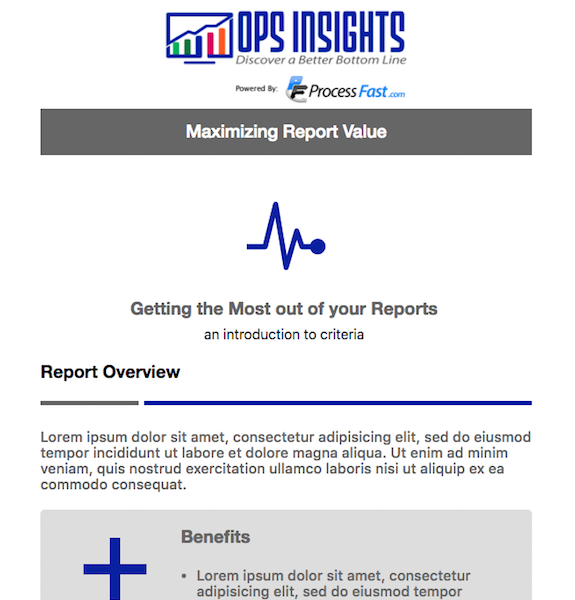 OPS INSIGHTS
Discover a Better Bottom Line
Powered By: PF ProcessFast.com
Maximizing Report Value
Getting the Most out of your Reports
an introduction to criteria
Report Overview
Lorem ipsum dolor sit amet, consectetur adipisicing elit, sed do eiusmod
tempor incididunt ut labore et dolore magna aliqua. Ut enim ad minim
veniam, quis nostrud exercitation ullamco laboris nisi ut aliquip ex ea
commodo consequat.
Benefits
• Lorem ipsum dolor sit amet, consectetur
adipisicing elit, sed do eiusmod tempor